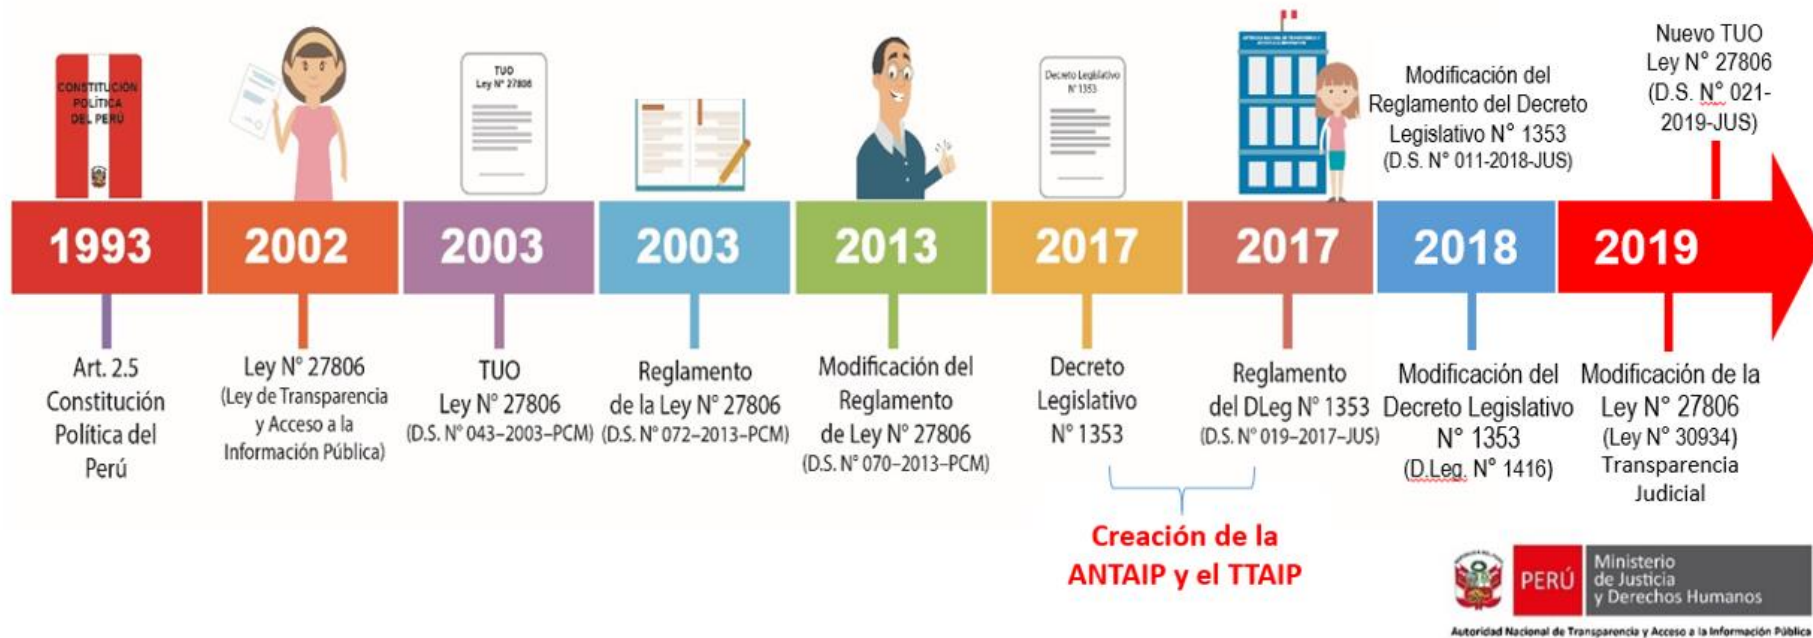 CONSTITUCIÓN
POLÍTICA
DEL PERÚ
TUO
Ley N° 27806
Decreto Legislativo
N° 1353
Modificación del
Reglamento del Decreto
Legislativo N° 1353
(D.S. N° 011-2018-JUS)
Nuevo TUO
Ley N° 27806
(D.S. N° 021-
2019-JUS)
1993
2002
2003
2003
2013
2017
2017
2018
2019
Art. 2.5
Constitución
Política del
Perú
Ley N° 27806
(Ley de Transparencia
y Acceso a la
Información Pública)
TUO
Ley N° 27806
(D.S. N° 043–2003–PCM)
Reglamento
de la Ley N° 27806
(D.S. N° 072–2013–PCM)
Modificación del
Reglamento
de Ley N° 27806
(D.S. N° 070–2013–PCM)
Decreto
Legislativo
N° 1353
Reglamento
del DLeg N° 1353
(D.S. N° 019–2017–JUS)
Modificación del
Decreto Legislativo
N° 1353
(D.Leg. N° 1416)
Modificación de la
Ley N° 27806
(Ley N° 30934)
Transparencia
Judicial
Creación de la
ANTAIP y el TTAIP
PERÚ
Ministerio
de Justicia
y Derechos Humanos
Autoridad Nacional de Transparencia y Acceso a la Información Pública